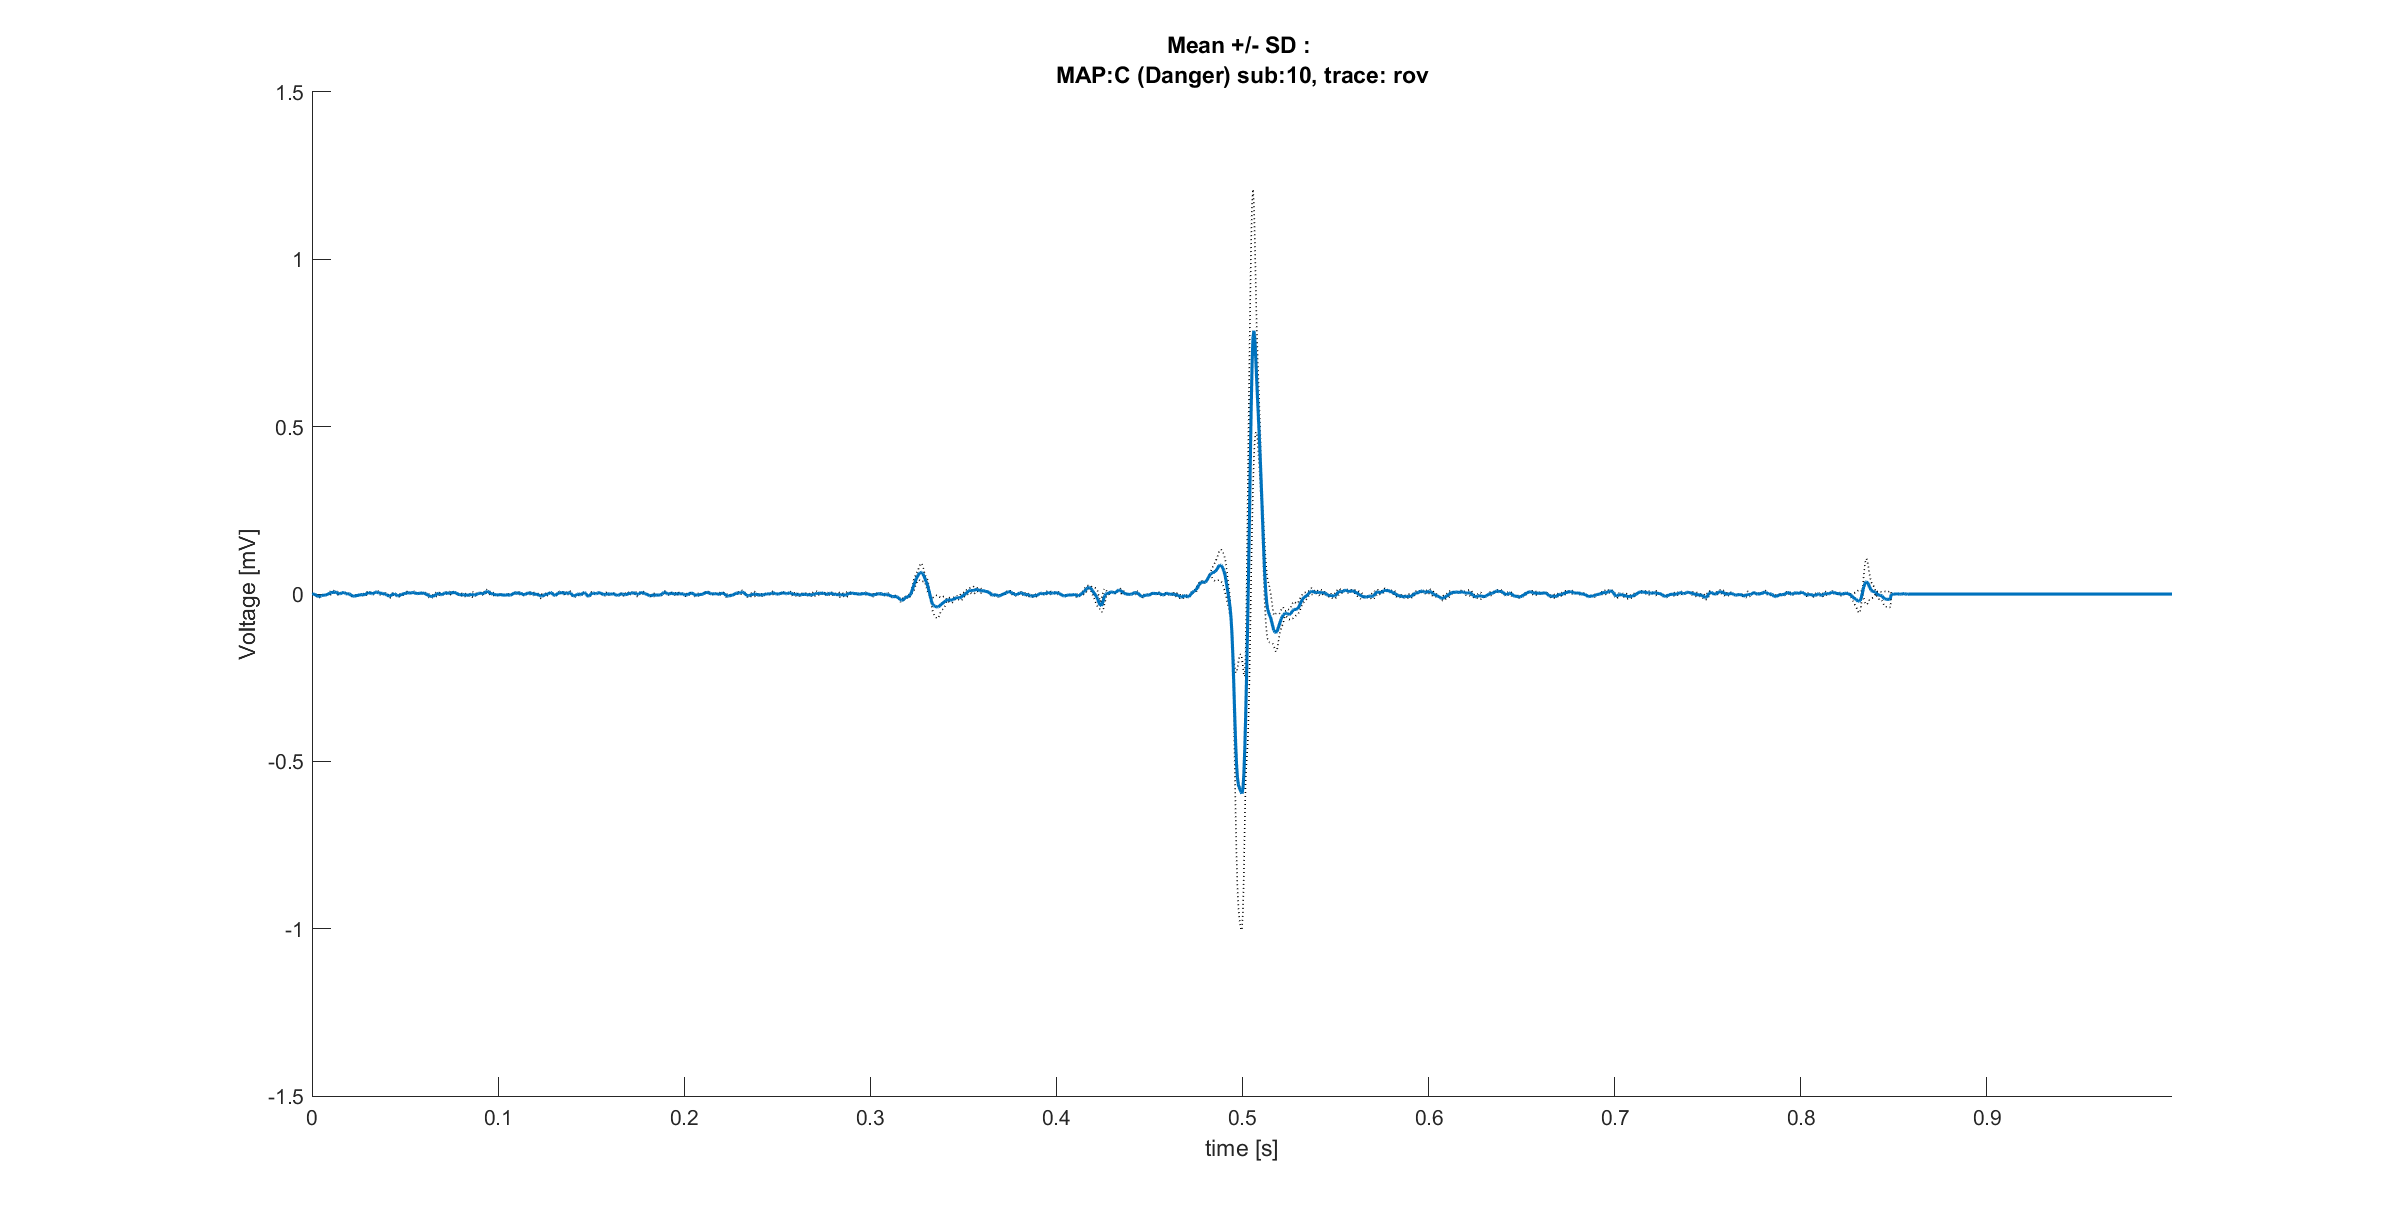 Mean +/- SD :
MAP:C (Danger) sub:10, trace: rov
1.5
1
0.5
0
-0.5
-1
-1.5
Voltage [mV]
0 0.1 0.2 0.3 0.4 0.5 0.6 0.7 0.8 0.9
time [s]